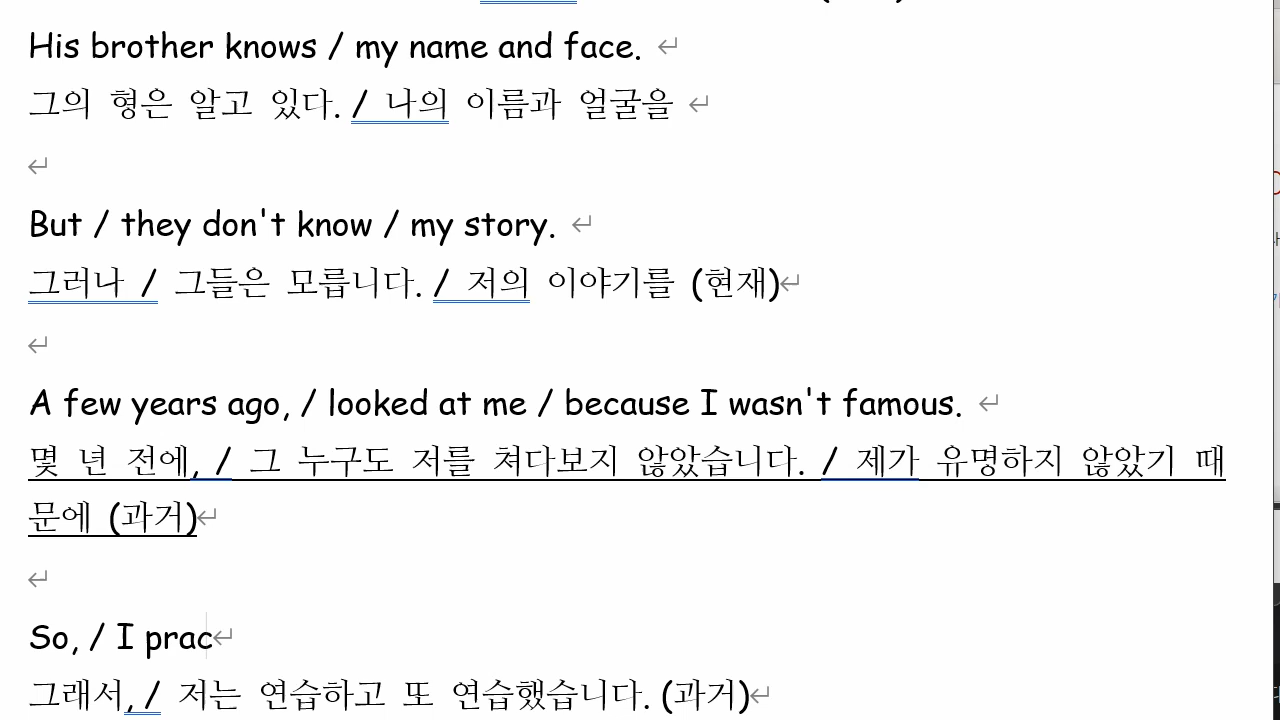 His brother knows / my name and face.
그의 형은 알고 있다. / 나의 이름과 얼굴을
But / they don't know / my story.
그러나 / 그들은 모릅니다. / 저의 이야기를 (현재)
A few years ago, / looked at me / because I wasn't famous.
몇 년 전에, / 그 누구도 저를 쳐다보지 않았습니다. / 제가 유명하지 않았기 때
문에 (과거)
So, / I prac
그래서, / 저는 연습하고 또 연습했습니다. (과거)